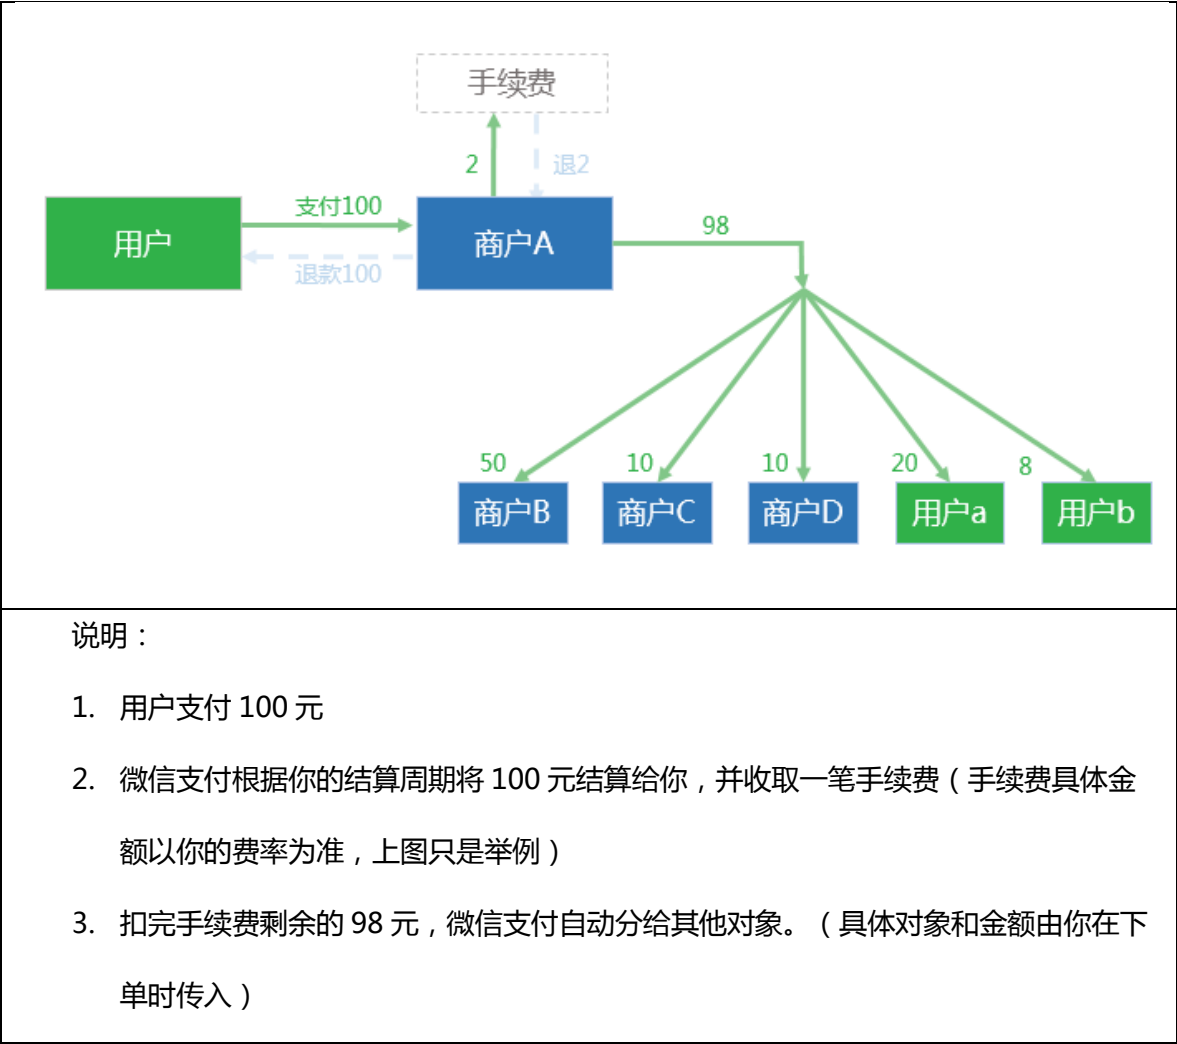 手续费
2
退2
支付100
用户
商户A
98
退款100
50
10
10
20
8
商户B
商户C
商户D
用户a
用户b
说明：
1. 用户支付 100 元
2. 微信支付根据你的结算周期将 100 元结算给你，并收取一笔手续费（手续费具体金
额以你的费率为准，上图只是举例）
3. 扣完手续费剩余的 98 元，微信支付自动分给其他对象。（具体对象和金额由你在下
单时传入）